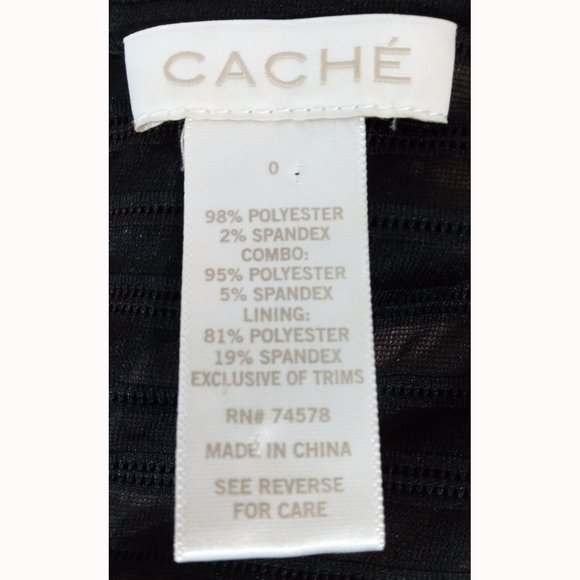 CACHÉ
0
98% POLYESTER
2% SPANDEX
COMBO:
95% POLYESTER
5% SPANDEX
LINING:
81% POLYESTER
19% SPANDEX
EXCLUSIVE OF TRIMS
RN# 74578
MADE IN CHINA
SEE REVERSE
FOR CARE